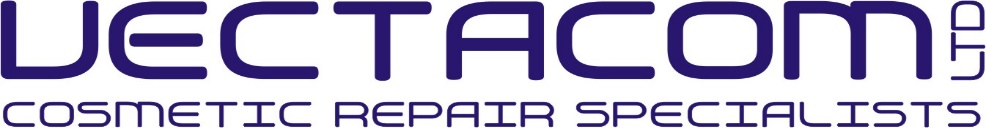 VECTACOM LTD
COSMETIC REPAIR SPECIALISTS